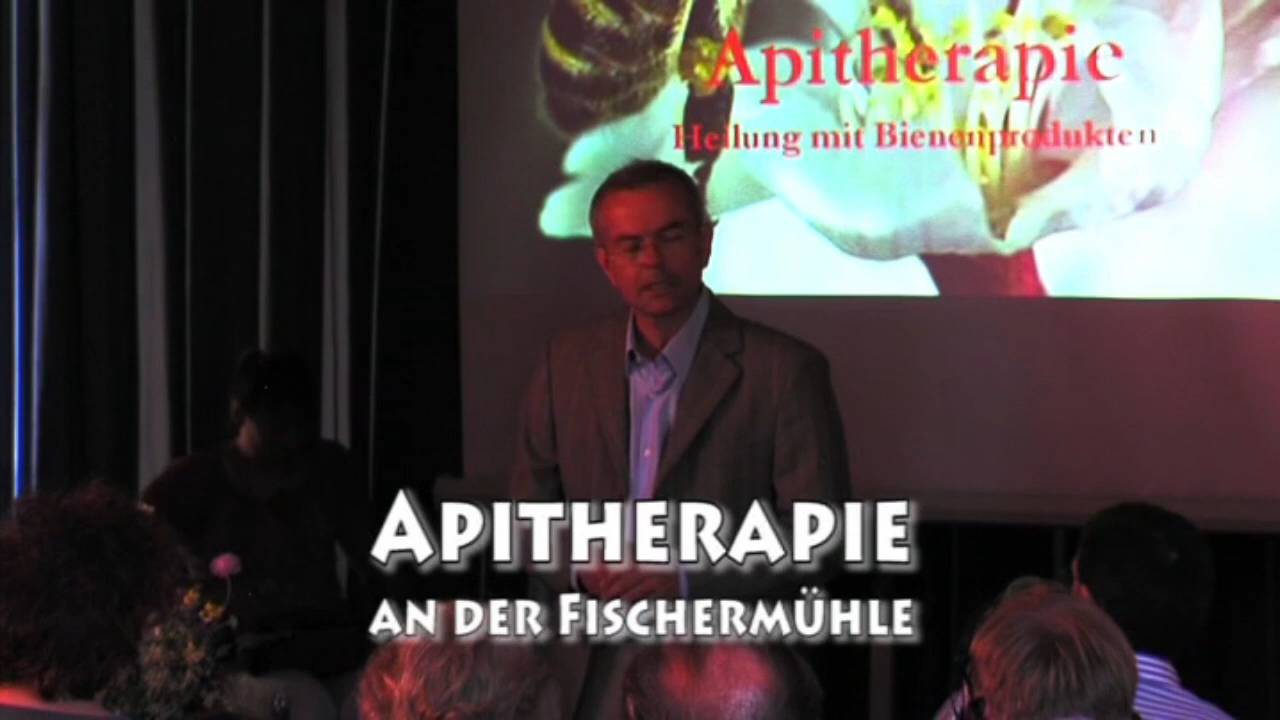 Apitherapie
Heilung mit Bienenprodukten
APITHERAPIE
AN DER FISCHERMÜHLE